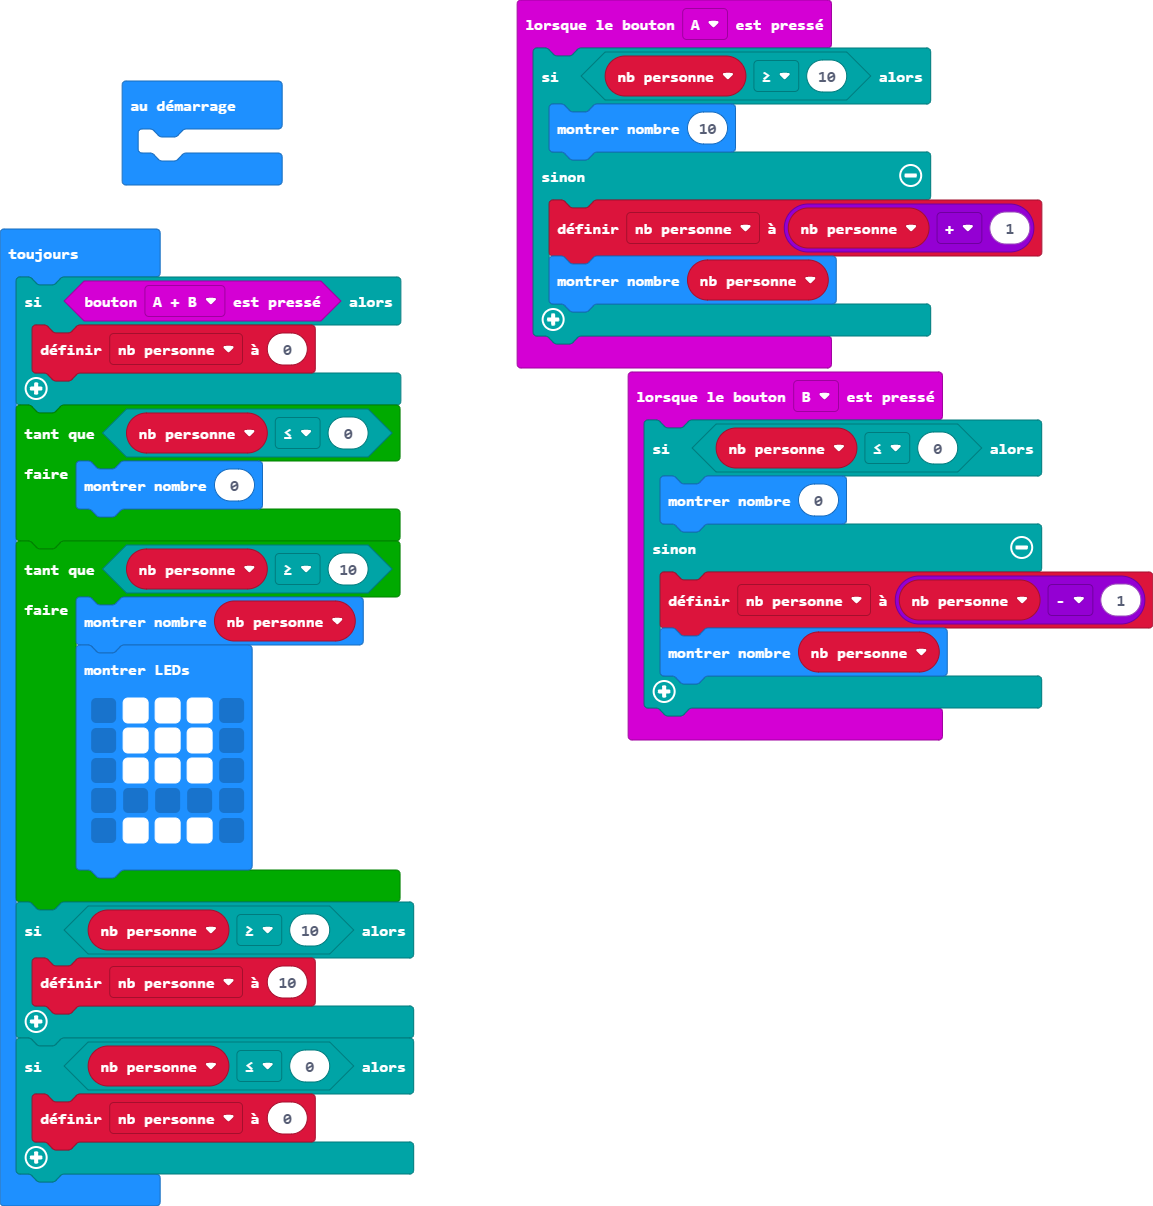 au démarrage
toujours
si bouton A + B est pressé alors
définir nb personne à 0
tant que nb personne ≤ 0
faire montrer nombre 0
tant que nb personne ≥ 10
faire montrer nombre nb personne
montrer LEDs
si nb personne ≥ 10 alors
définir nb personne à 10
si nb personne ≤ 0 alors
définir nb personne à 0
lorsque le bouton A est pressé
si nb personne ≥ 10 alors
montrer nombre 10
sinon
définir nb personne à nb personne + 1
montrer nombre nb personne
lorsque le bouton B est pressé
si nb personne ≤ 0 alors
montrer nombre 0
sinon
définir nb personne à nb personne - 1
montrer nombre nb personne